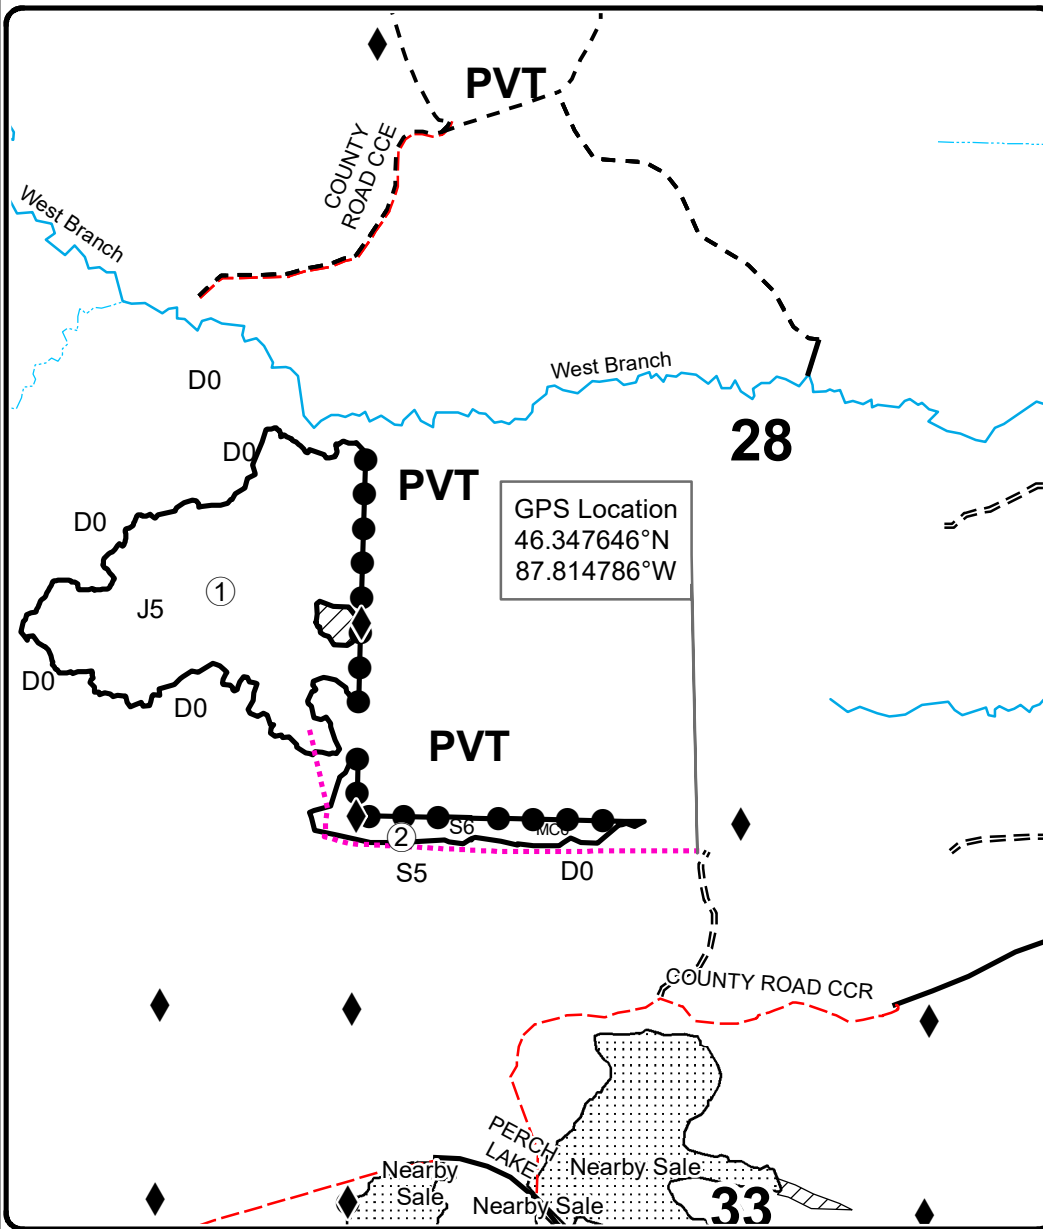 PVT
COUNTY
ROAD CCE
West Branch
D0
West Branch
28
D0
PVT
GPS Location
46.347646°N
87.814786°W
D0
1
J5
D0
D0
PVT
S6
2
S5
D0
COUNTY ROAD CCR
PERCH
LAKE
Nearby
Sale
Nearby Sale
Nearby Sale
33